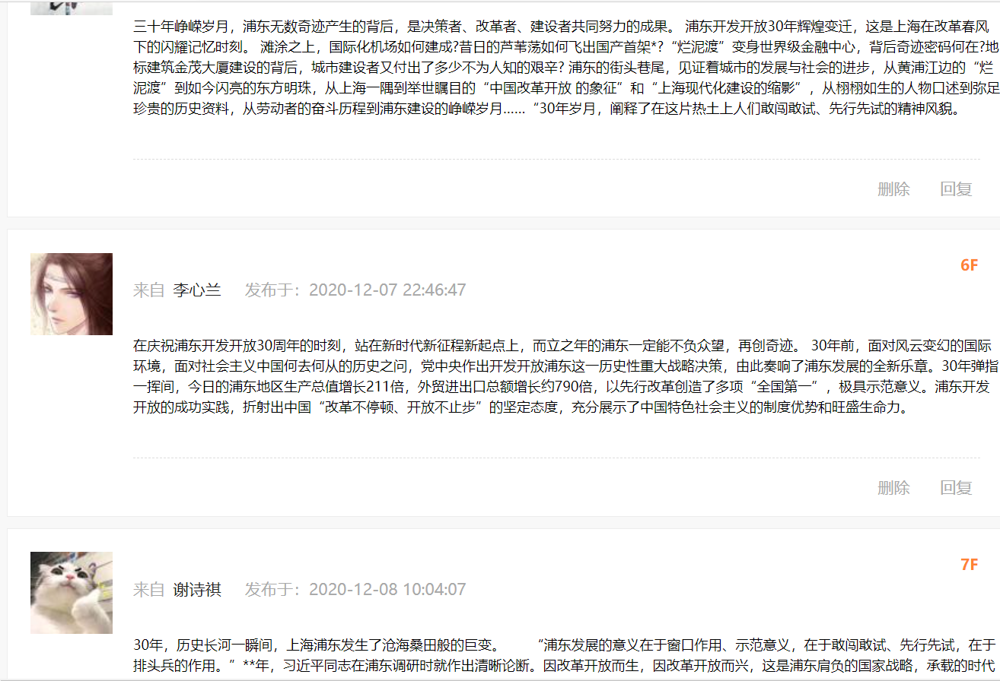 三十年峥嵘岁月，浦东无数奇迹产生的背后，是决策者、改革者、建设者共同努力的成果。 浦东开发开放30年辉煌变迁，这是上海在改革春风
下的闪耀记忆时刻。 滩涂之上，国际化机场如何建成?昔日的芦苇荡如何飞出国产首架*?“烂泥渡”变身世界级金融中心，背后奇迹密码何在?地
标建筑金茂大厦建设的背后，城市建设者又付出了多少不为人知的艰辛? 浦东的街头巷尾，见证着城市的发展与社会的进步，从黄浦江边的“烂
泥渡”到如今闪亮的东方明珠，从上海一隅到举世瞩目的“中国改革开放 的象征”和“上海现代化建设的缩影”，从栩栩如生的人物口述到弥足
珍贵的历史资料，从劳动者的奋斗历程到浦东建设的峥嵘岁月……“30年岁月，阐释了在这片热土上人们敢闯敢试、先行先试的精神风貌。
删除 回复
6F
来自 李心兰 发布于：2020-12-07 22:46:47
在庆祝浦东开发开放30周年的时刻，站在新时代新征程新起点上，而立之年的浦东一定能不负众望，再创奇迹。 30年前，面对风云变幻的国际
环境，面对社会主义中国何去何从的历史之问，党中央作出开发开放浦东这一历史性重大战略决策，由此奏响了浦东发展的全新乐章。30年弹指
一挥间，今日的浦东地区生产总值增长211倍，外贸进出口总额增长约790倍，以先行改革创造了多项“全国第一”，极具示范意义。浦东开发
开放的成功实践，折射出中国“改革不停顿、开放不止步”的坚定态度，充分展示了中国特色社会主义的制度优势和旺盛生命力。
删除 回复
7F
来自 谢诗祺 发布于：2020-12-08 10:04:07
30年，历史长河一瞬间，上海浦东发生了沧海桑田般的巨变。 “浦东发展的意义在于窗口作用、示范意义，在于敢闯敢试、先行先试，在于
排头兵的作用。”**年，习近平同志在浦东调研时就作出清晰论断。因改革开放而生，因改革开放而兴，这是浦东肩负的国家战略，承载的时代